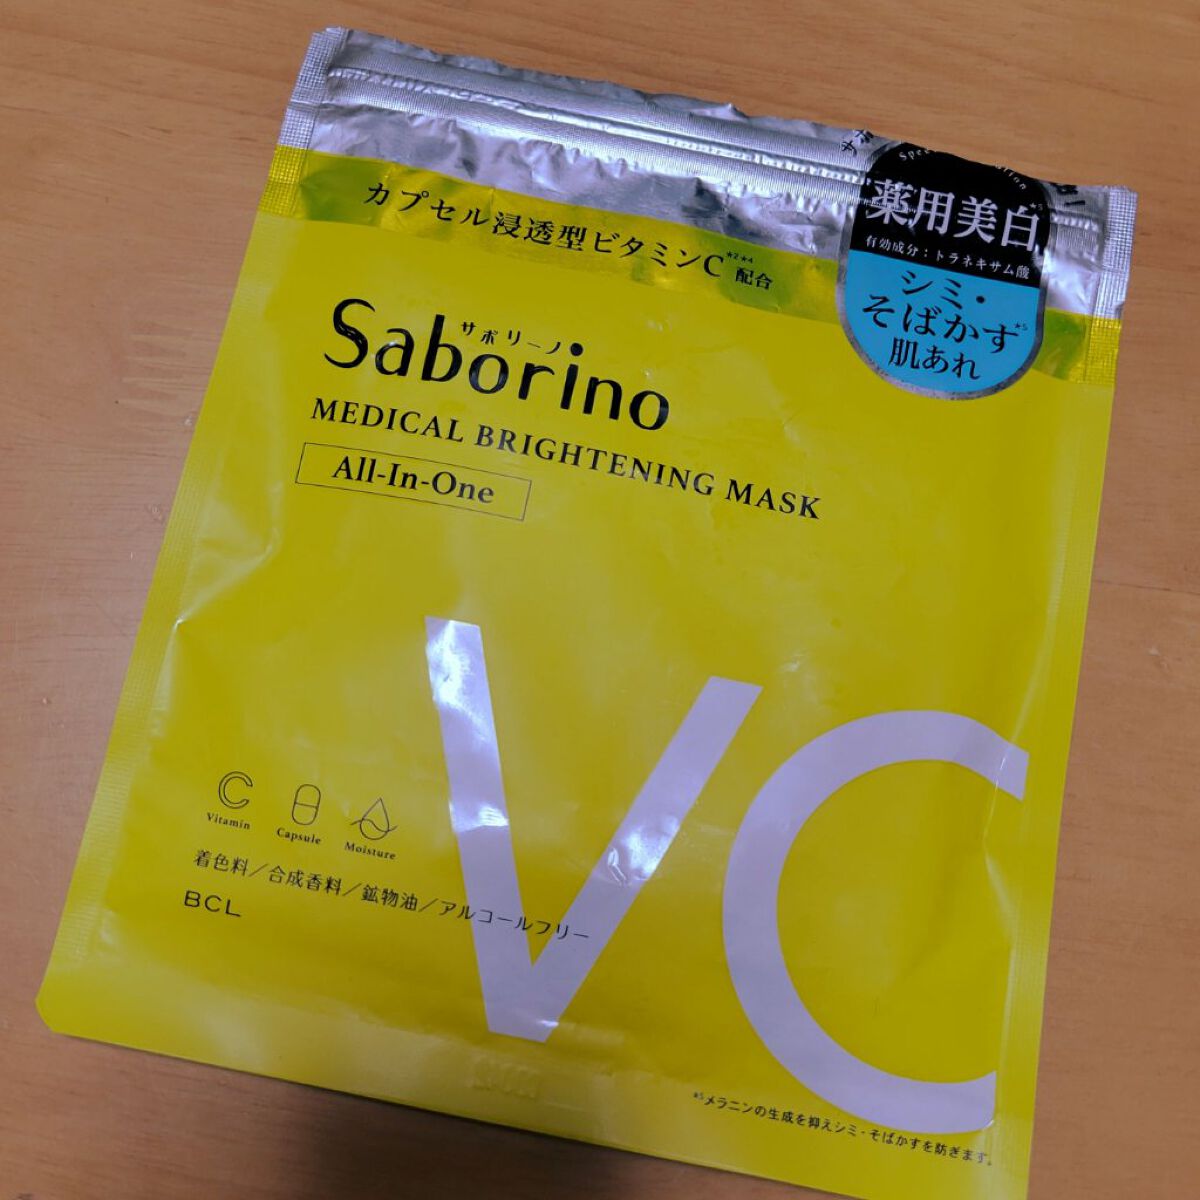 薬用美白*5
有効成分：トラネキサム酸
シミ・
そばかす*5
肌あれ
カプセル浸透型ビタミンC*2*4配合
サボリーノ
Saborino
MEDICAL BRIGHTENING MASK
All-In-One
VC
Vitamin
Capsule
Moisture
着色料／合成香料／鉱物油／アルコールフリー
BCL
*5メラニンの生成を抑えシミ・そばかすを防ぎます。